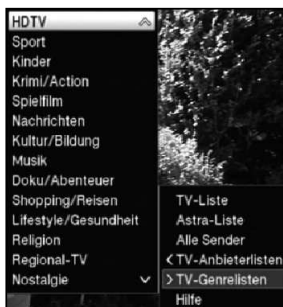 HDTV
Sport
Kinder
Krimi/Action
Spielfilm
Nachrichten
Kultur/Bildung
Musik
Doku/Abenteuer
Shopping/Reisen
Lifestyle/Gesundheit
Religion
Regional-TV
Nostalgie
TV-Liste
Astra-Liste
Alle Sender
<TV-Anbieterlisten
>TV-Genrelisten
Hilfe